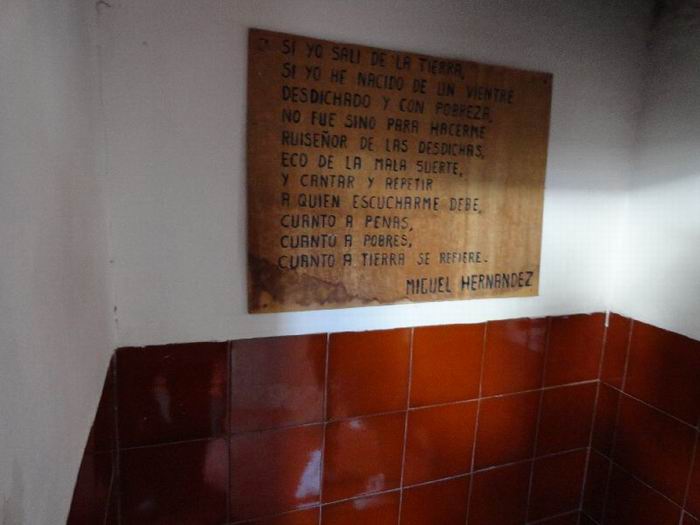 SI YO SALI DE LA TIERRA,
SI YO HE NACIDO DE UN VIENTRE
DESDICHADO Y CON POBREZA,
NO FUE SINO PARA HACERME
RUISEÑOR DE LAS DESDICHAS,
ECO DE LA MALA SUERTE,
Y CANTAR Y REPETIR
A QUIEN ESCUCHARME DEBE,
CUANTO A PENAS,
CUANTO A POBRES,
CUANTO A TIERRA SE REFIERE.
MIGUEL HERNANDEZ